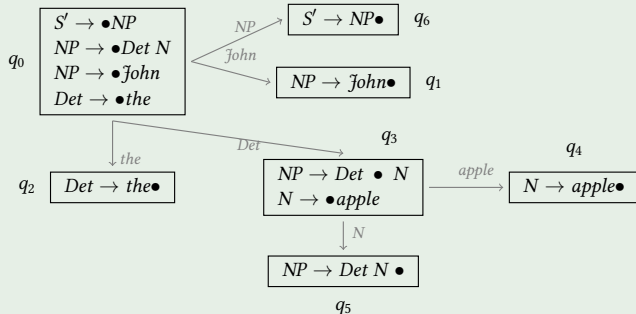 q0
S′ → •NP
NP → •Det N
NP → •John
Det → •the
NP
John
S′ → NP•
q6
NP → John•
q1
the
Det
q2
Det → the•
q3
NP → Det • N
N → •apple
apple
q4
N → apple•
N
NP → Det N •
q5